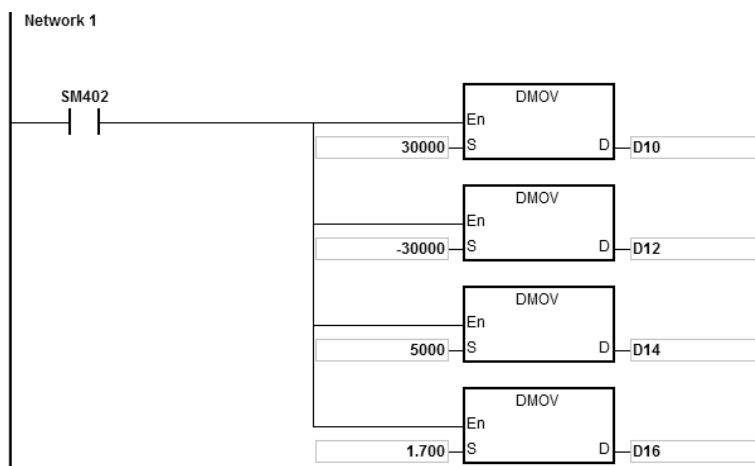 Network 1
SM402
DMOV
En
30000 S D D10
DMOV
En
-30000 S D D12
DMOV
En
5000 S D D14
DMOV
En
1.700 S D D16